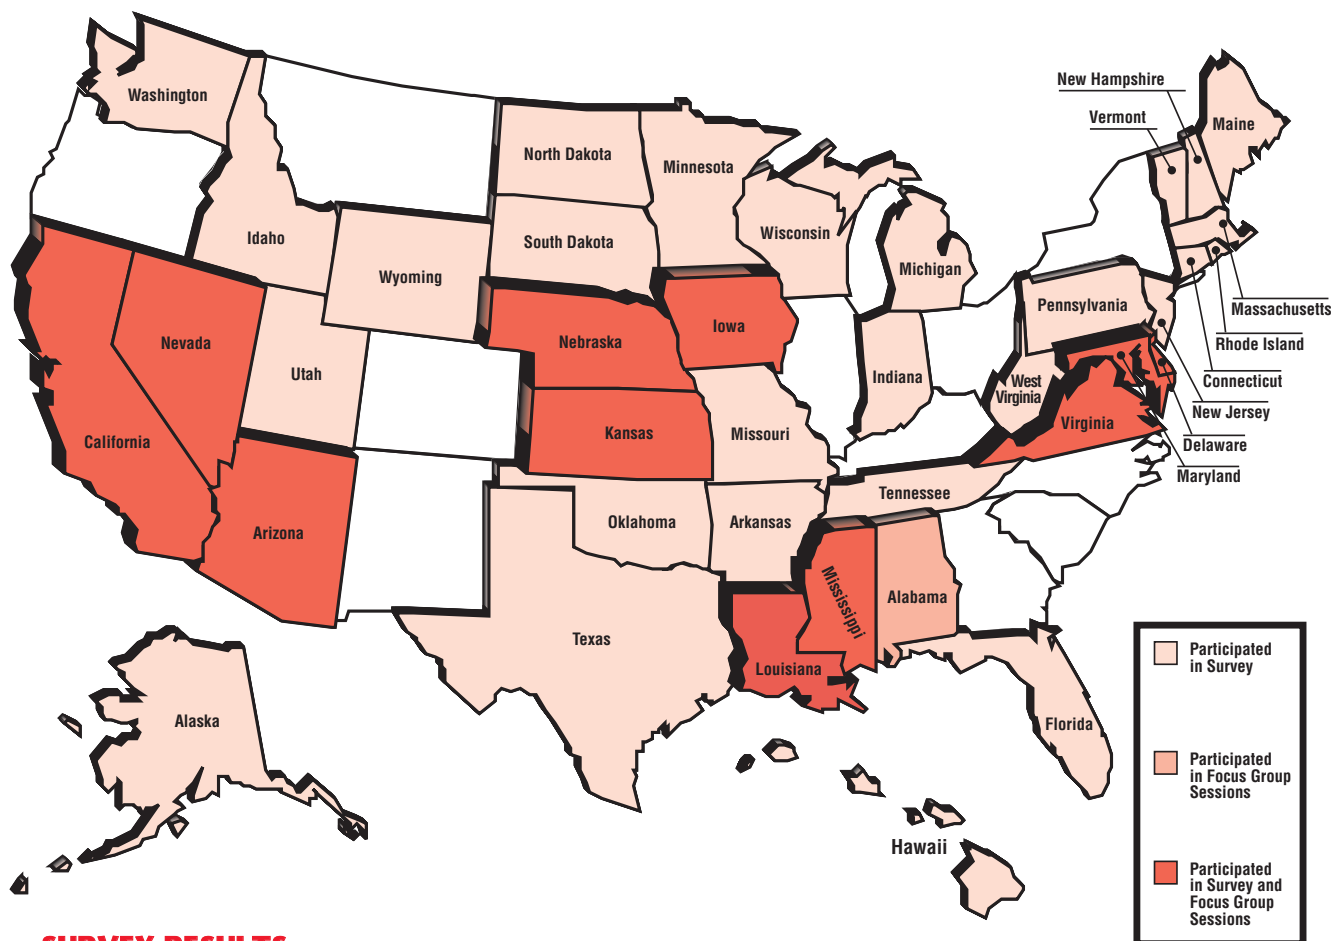 New Hampshire
Vermont
Maine
Washington
North Dakota
Minnesota
Idaho
South Dakota
Wisconsin
Michigan
Wyoming
Pennsylvania
Massachusetts
Rhode Island
Connecticut
New Jersey
Delaware
Maryland
Nevada
Nebraska
Iowa
Utah
Indiana
West
Virginia
Virginia
California
Kansas
Missouri
Tennessee
Arizona
Oklahoma
Arkansas
Mississippi
Alabama
Texas
Louisiana
Alaska
Florida
Hawaii
Participated
in Survey
Participated
in Focus Group
Sessions
Participated
in Survey and
Focus Group
Sessions
SURVEY RESULTS